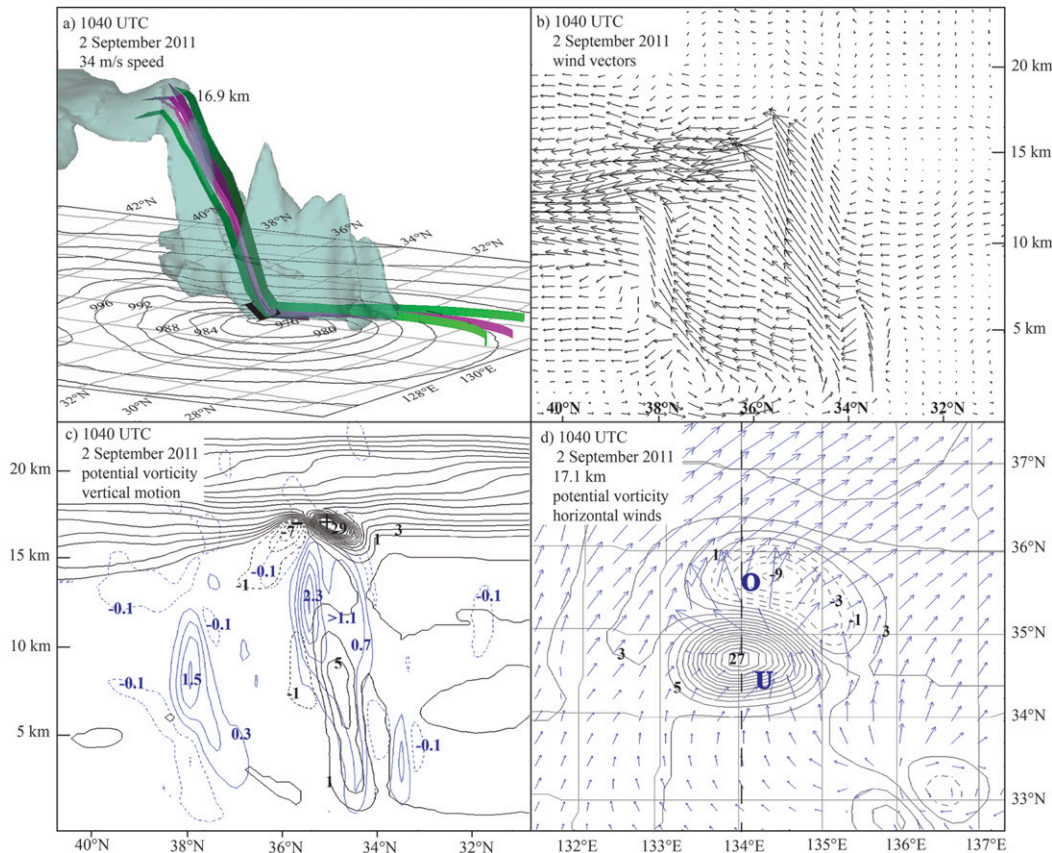 a) 1040 UTC
2 September 2011
34 m/s speed
16.9 km
42°N
40°N
38°N
36°N
34°N
32°N
996
992
988
984
976
980
130°E
128°E
32°N
30°N
28°N
b) 1040 UTC
2 September 2011
wind vectors
20 km
15 km
10 km
5 km
40°N
38°N
36°N
34°N
32°N
c) 1040 UTC
2 September 2011
potential vorticity
vertical motion
20 km
15 km
10 km
5 km
-7
29
3
1
-1
-0.1
-0.1
2.3
-0.1
>1.1
-0.1
0.7
5
-1
-0.1
1.5
-0.1
0.3
1
40°N
38°N
36°N
34°N
32°N
d) 1040 UTC
2 September 2011
17.1 km
potential vorticity
horizontal winds
37°N
36°N
35°N
34°N
33°N
1
-9
O
-3
-1
3
3
27
5
U
132°E
133°E
134°E
135°E
136°E
137°E